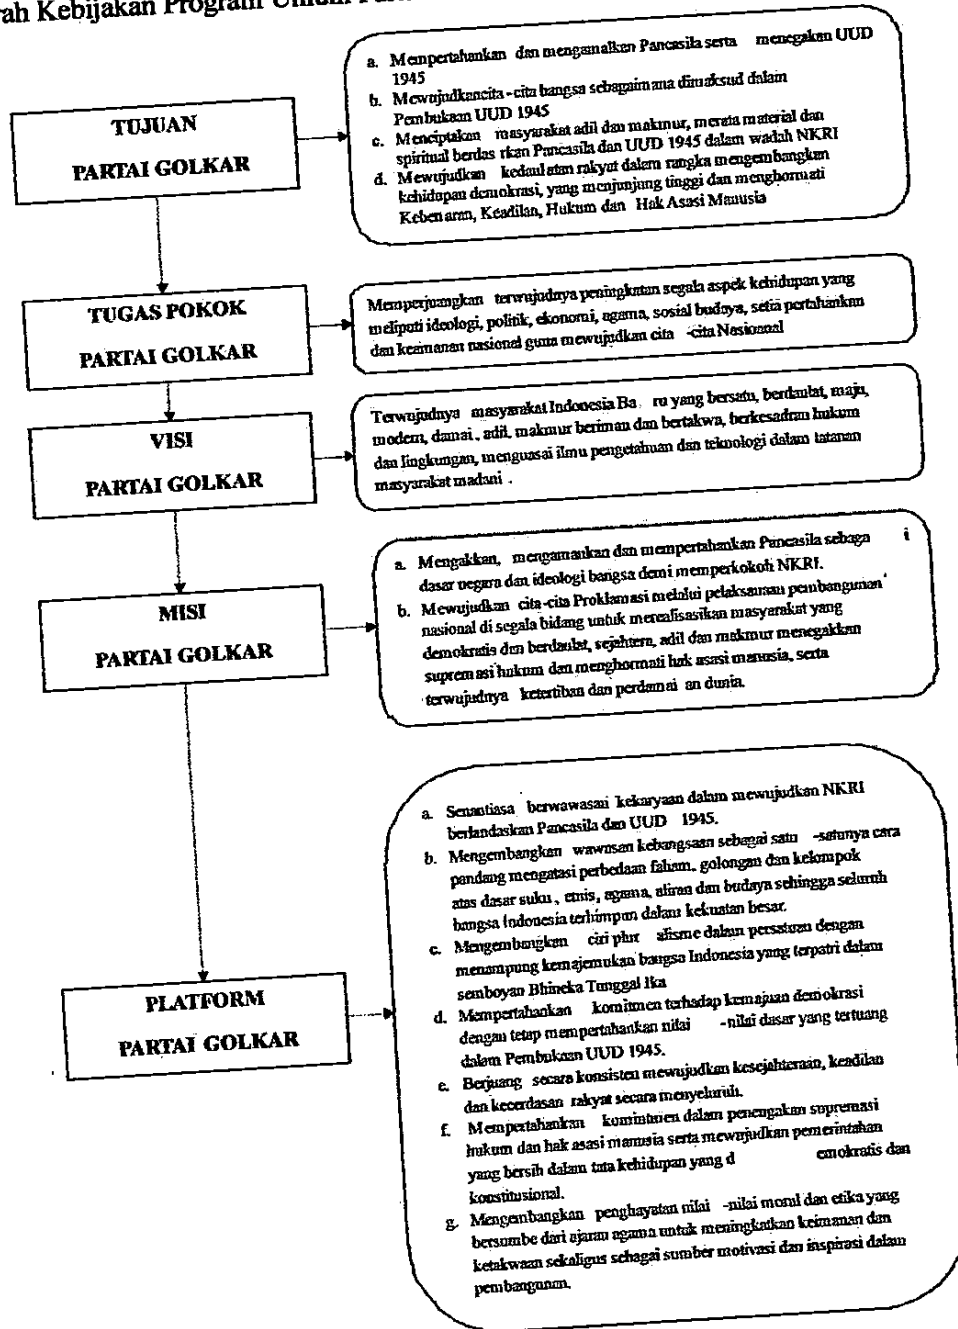 rah Kebijakan Program Umum
TUJUAN
PARTAI GOLKAR
a. Mempertahankan dan mengamalkan Pancasila serta menegakan UUD
1945
b. Mewujudkancita-cita bangsa sebagaimana dimaksud dalam
Pembukaan UUD 1945
c. Menciptakan masyarakat adil dan makmur, merata material dan
spiritual berdas rkan Pancasila dan UUD 1945 dalam wadah NKRI
d. Mewujudkan kedaulatan rakyat dalam rangka mengembangkan
kehidupan demokrasi, yang menjunjung tinggi dan menghormati
Kebenaran, Keadilan, Hukum dan Hak Asasi Manusia
TUGAS POKOK
PARTAI GOLKAR
Memperjuangkan terwujudnya peningkatan segala aspek kehidupan yang
meliputi ideologi, politik, ekonomi, agama, sosial budaya, setia pertahankan
dan keamanan nasional guna mewujudkan cita -cita Nasioanal
VISI
PARTAI GOLKAR
Terwujudnya masyarakat Indonesia Ba ru yang bersatu, berdaulat, maju,
modern, damai, adil, makmur beriman dan bertakwa, berkesadran hukum
dan lingkungan, menguasai ilmu pengetahuan dan teknologi dalam tatanan
masyarakat madani .
MISI
PARTAI GOLKAR
a. Mengakkan, mengamankan dan mempertahankan Pancasila sebaga i
dasar negara dan ideologi bangsa demi memperkokoh NKRI.
b. Mewujudkan cita-cita Proklamasi melalui pelaksanaan pembangunan
nasional di segala bidang untuk merealisasikan masyarakat yang
demokratis dan berdaulat, sejahtera, adil dan makmur menegakkan
supremasi hukum dan menghormati hak asasi manusia, serta
terwujudnya ketertiban dan perdamai an dunia.
PLATFORM
PARTAI GOLKAR
a. Senantiasa berwawasan kekaryaan dalam mewujudkan NKRI
berlandaskan Pancasila dan UUD 1945.
b. Mengembangkan wawasan kebangsaan sebagai satu -satunya cara
pandang mengatasi perbedaan faham, golongan dan kelompok
atas dasar suku, etnis, agama, aliran dan budaya sehingga seluruh
bangsa Indonesia terhimpun dalam kekuatan besar.
c. Mengembangkan ciri plur alisme dalam persatuan dengan
menampung kemajemukan bangsa Indonesia yang terpatri dalam
semboyan Bhineka Tunggal Ika
d. Mempertahankan komitmen terhadap kemajuan demokrasi
dengan tetap mempertahankan nilai -nilai dasar yang tertuang
dalam Pembukaan UUD 1945.
e. Berjuang secara konsisten mewujudkan kesejahteraan, keadilan
dan kecerdasan rakyat secara menyeluruh.
f. Mempertahankan komintmen dalam penengakan supremasi
hukum dan hak asasi manusia serta mewujudkan pemerintahan
yang bersih dalam tata kehidupan yang d emokratis dan
konstitusional.
g. Mengembangkan penghayatan nilai -nilai moral dan etika yang
bersumbe dari ajaran agama untuk meningkatkan keimanan dan
ketakwaan sekaligus sebagai sumber motivasi dan inspirasi dalam
pembangunan.